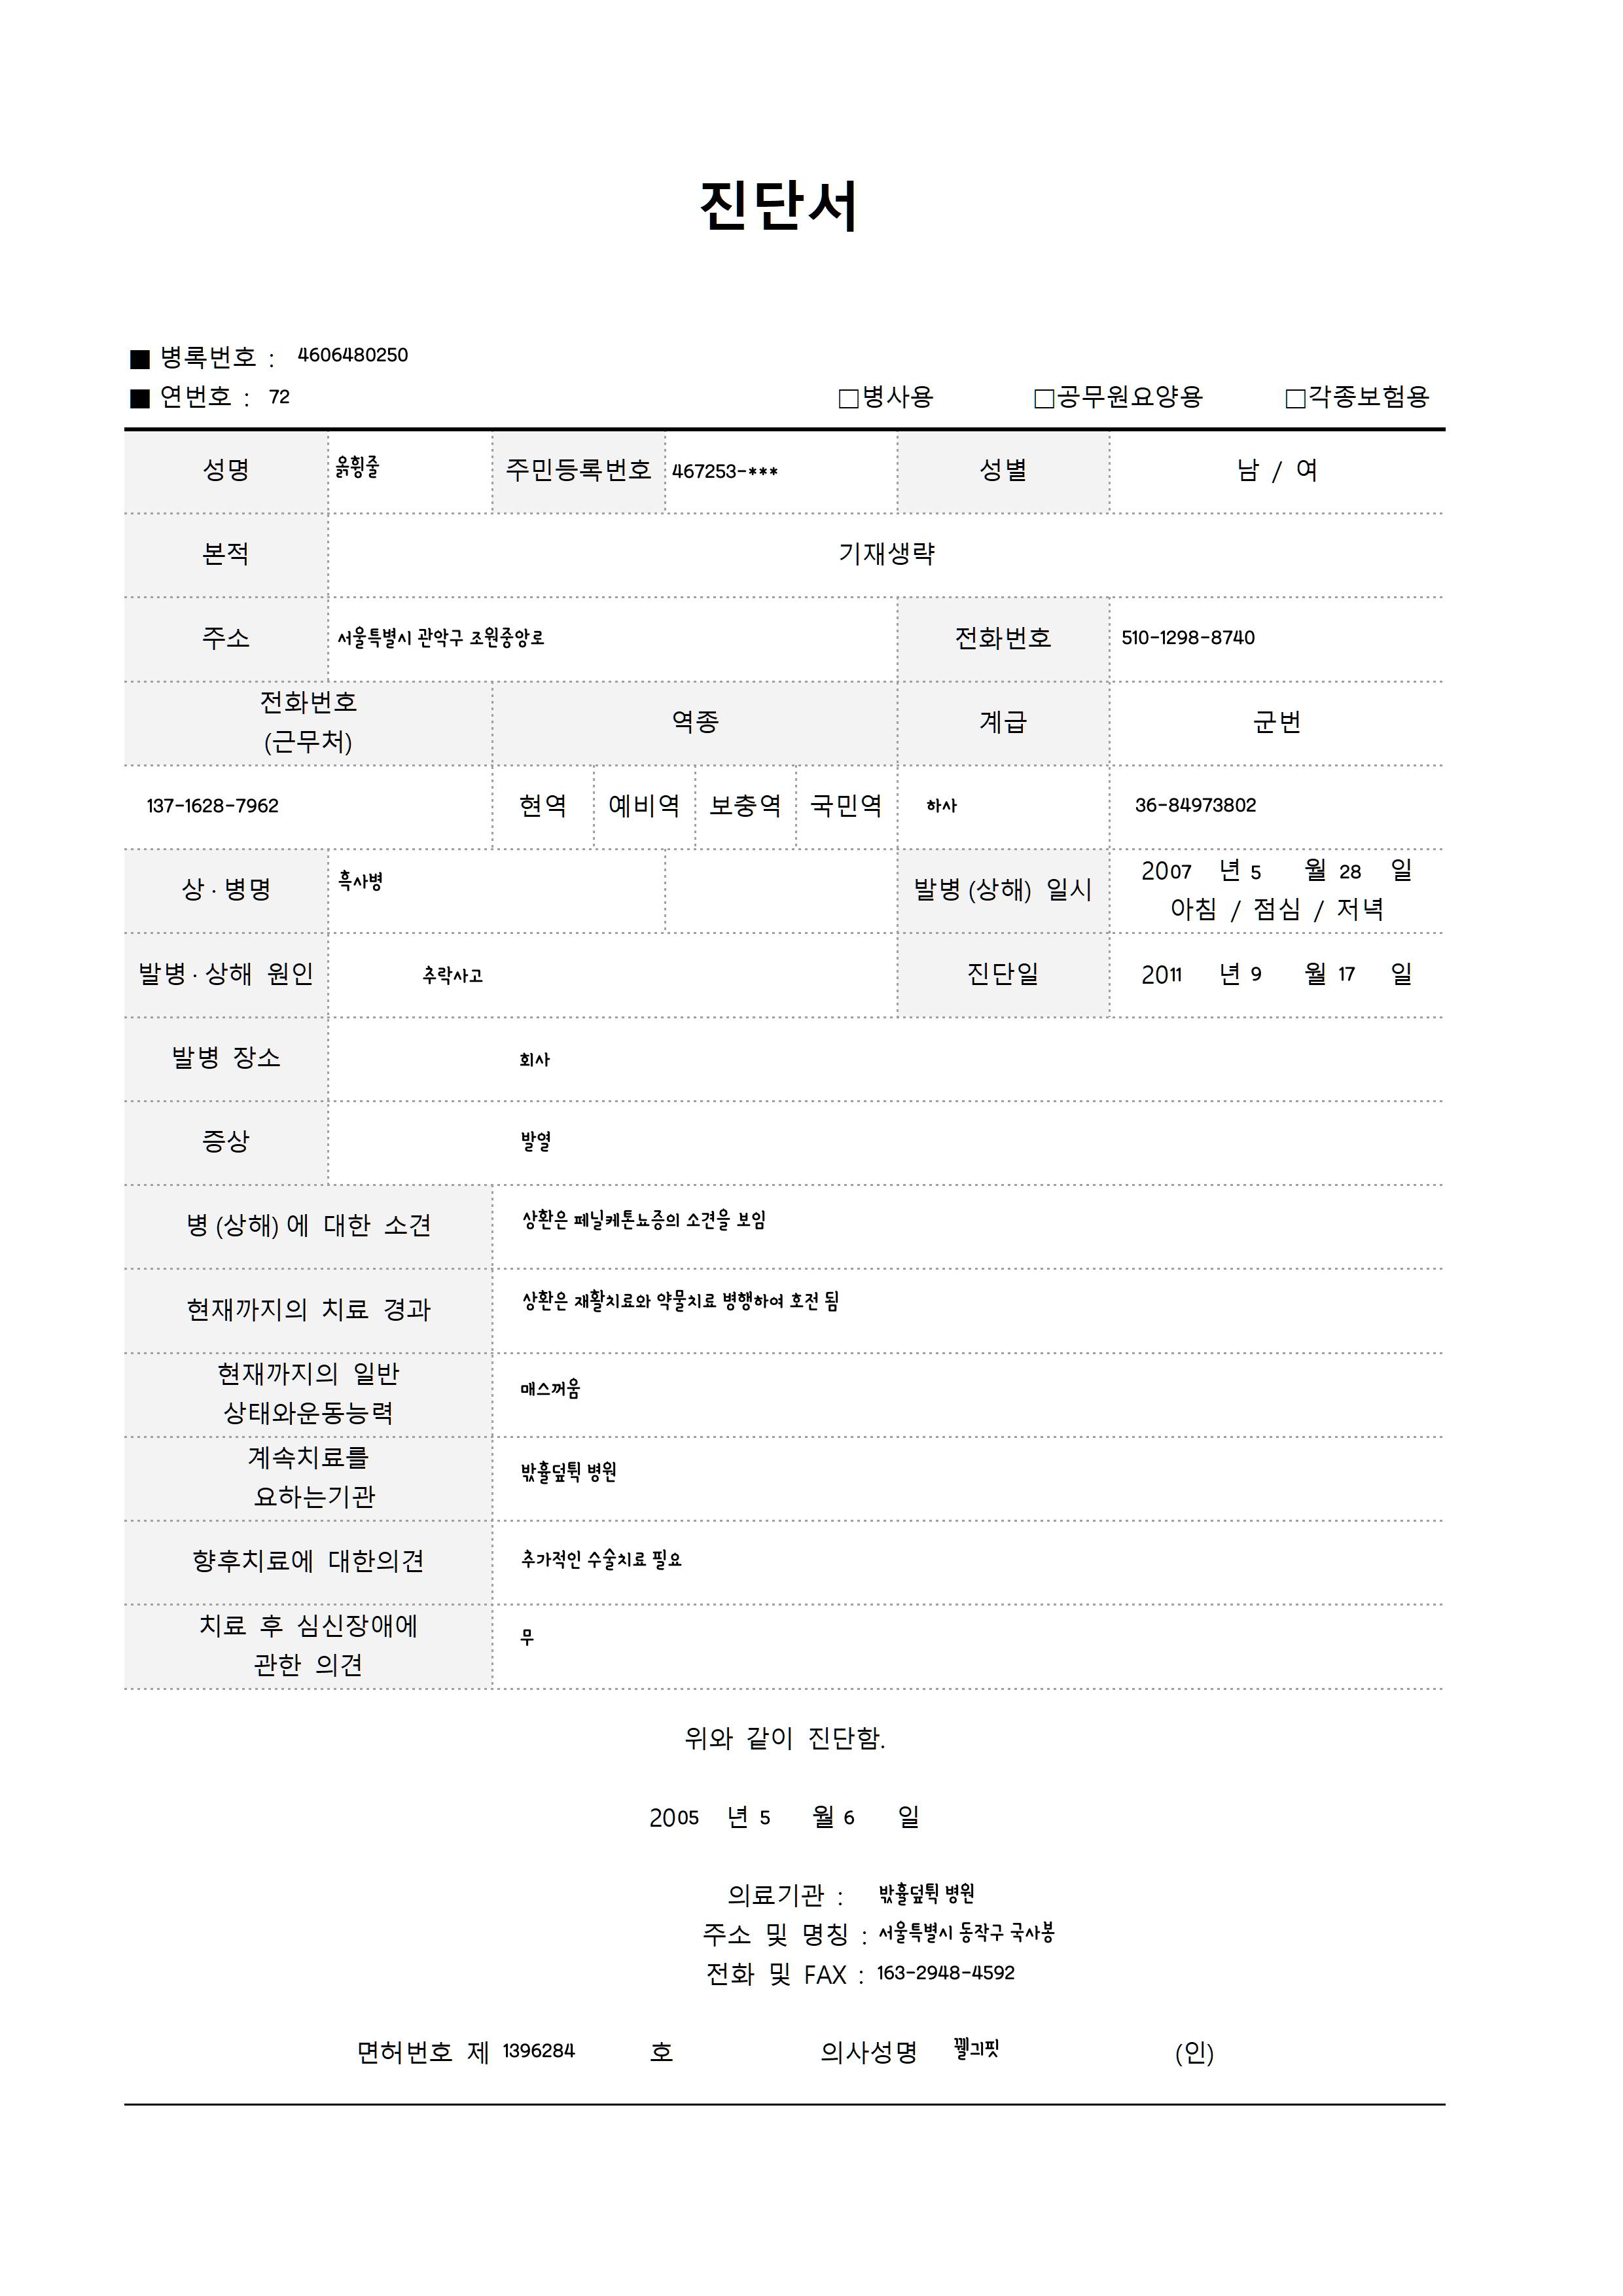 진단서
■ 병록번호 : 4606480250
■ 연번호 : 72 □병사용 □공무원요양용 □각종보험용
성명 옭횡줄 주민등록번호 467253-*** 성별 남 / 여
본적 기재생략
주소 서울특별시 관악구 조원중앙로 전화번호 510-1298-8740
전화번호
(근무처) 역종 계급 군번
137-1628-7962 현역 예비역 보충역 국민역 하사 36-84973802
상·병명 흑사병 발병(상해) 일시 2007 년 5 월 28 일
아침 / 점심 / 저녁
발병·상해 원인 추락사고 진단일 2011 년 9 월 17 일
발병 장소 회사
증상 발열
병(상해)에 대한 소견 상환은 페닐케톤뇨증의 소견을 보임
현재까지의 치료 경과 상환은 재활치료와 약물치료 병행하여 호전 됨
현재까지의 일반
상태와운동능력 매스꺼움
계속치료를
요하는기관 병원
향후치료에 대한의견 추가적인 수술치료 필요
치료 후 심신장애에
관한 의견 무
위와 같이 진단함.
2005 년 5 월 6 일
의료기관 : 병원
주소 및 명칭 : 서울특별시 동작구 국사봉
전화 및 FAX : 163-2948-4592
면허번호 제 1396284 호 의사성명 (인)